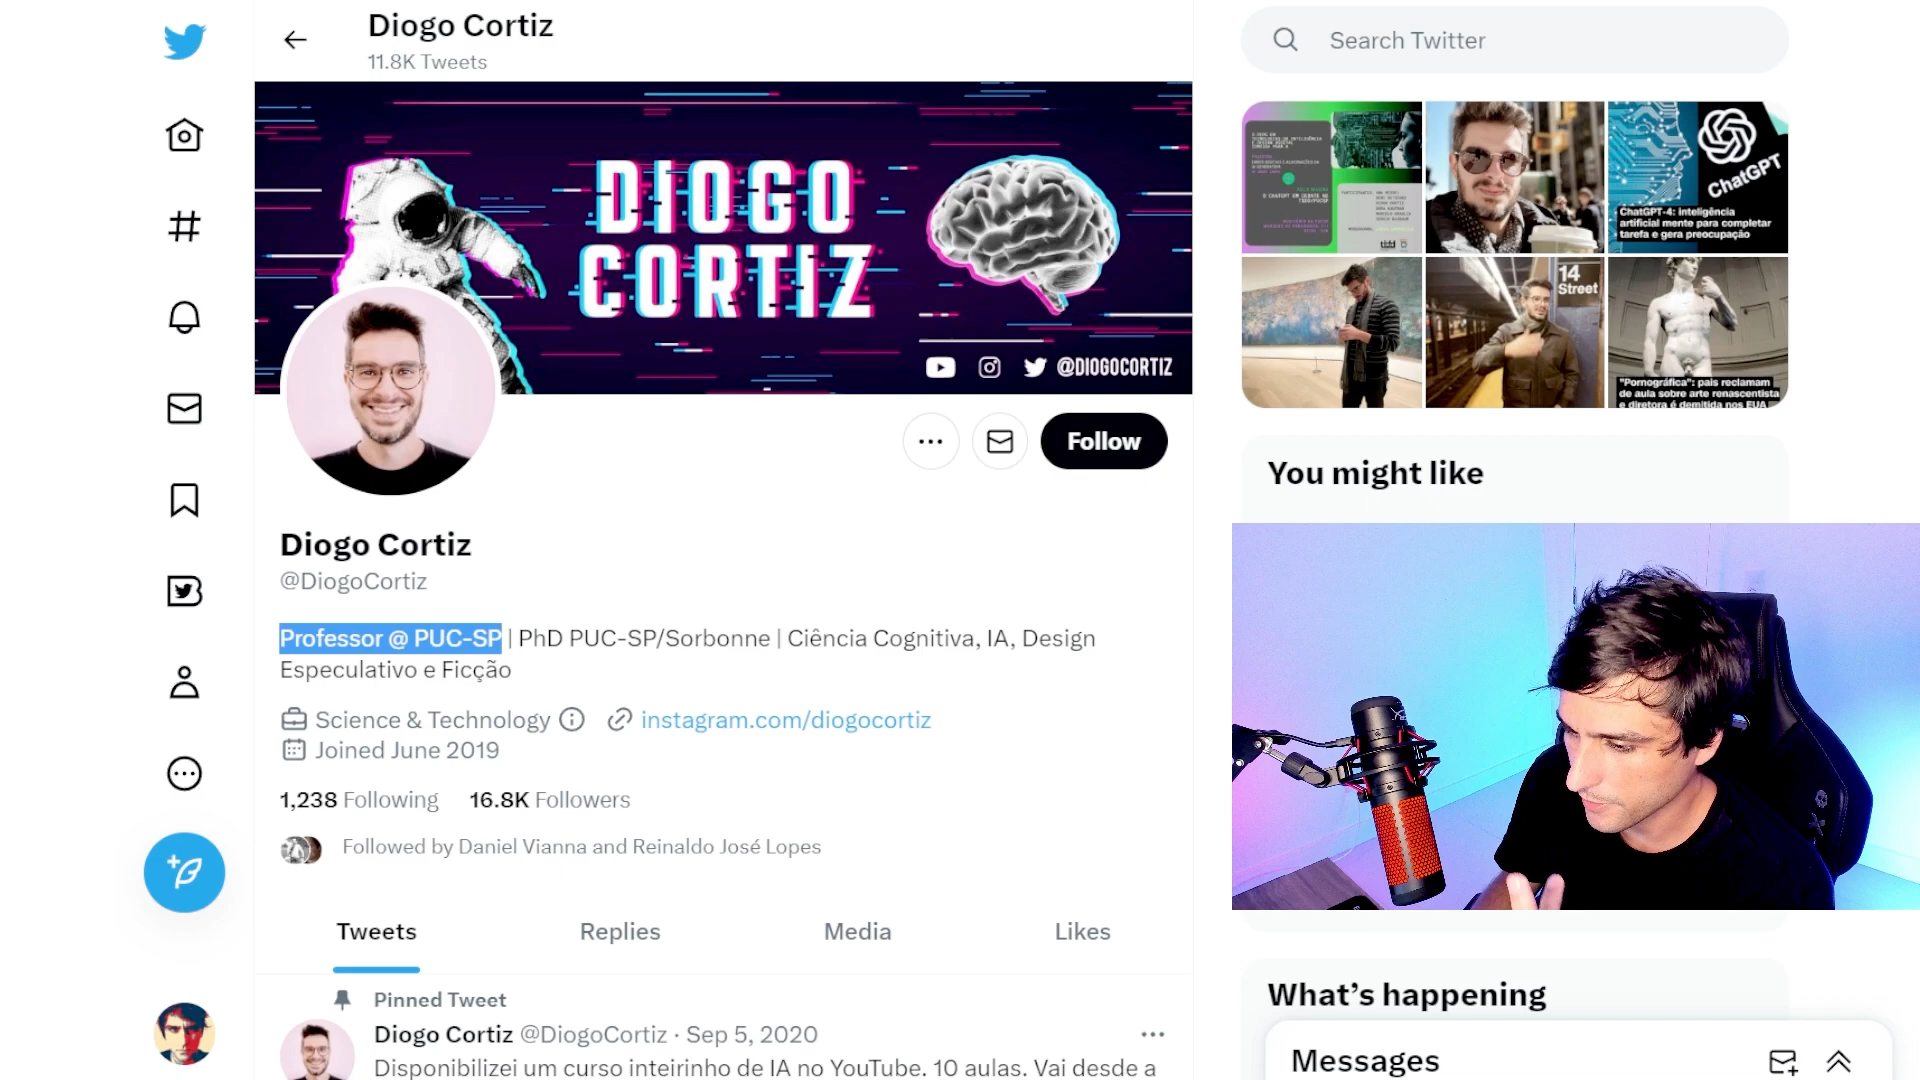 Diogo Cortiz
11.8K Tweets
DIOGO
CORTIZ
@DIOGOCORTIZ
Follow
Diogo Cortiz
@DiogoCortiz
Professor @ PUC-SP | PhD PUC-SP/Sorbonne | Ciência Cognitiva, IA, Design
Especulativo e Ficção
Science & Technology instagram.com/diogocortiz
Joined June 2019
1,238 Following 16.8K Followers
Followed by Daniel Vianna and Reinaldo José Lopes
Tweets Replies Media Likes
Pinned Tweet
Diogo Cortiz @DiogoCortiz · Sep 5, 2020
Disponibilizei um curso inteirinho de IA no YouTube. 10 aulas. Vai desde a
Search Twitter
ChatGPT
ChatGPT-4: inteligência
artificial mente para completar
tarefa e gera preocupação
14
Street
"Pornográfica": pais reclamam
de aula sobre arte renascentista
e diretora é demitida nos EUA
You might like
What's happening
Messages